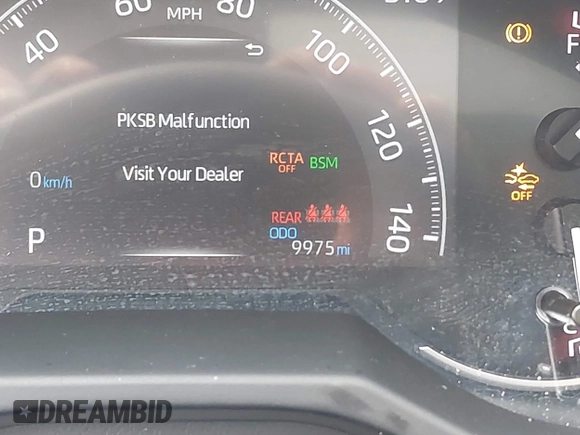 40
MPH
80
100
120
140
PKSB Malfunction
Visit Your Dealer
RCTA
OFF
BSM
0 km/h
REAR
ODO
9975 mi
P
F
OFF
DREAMBID